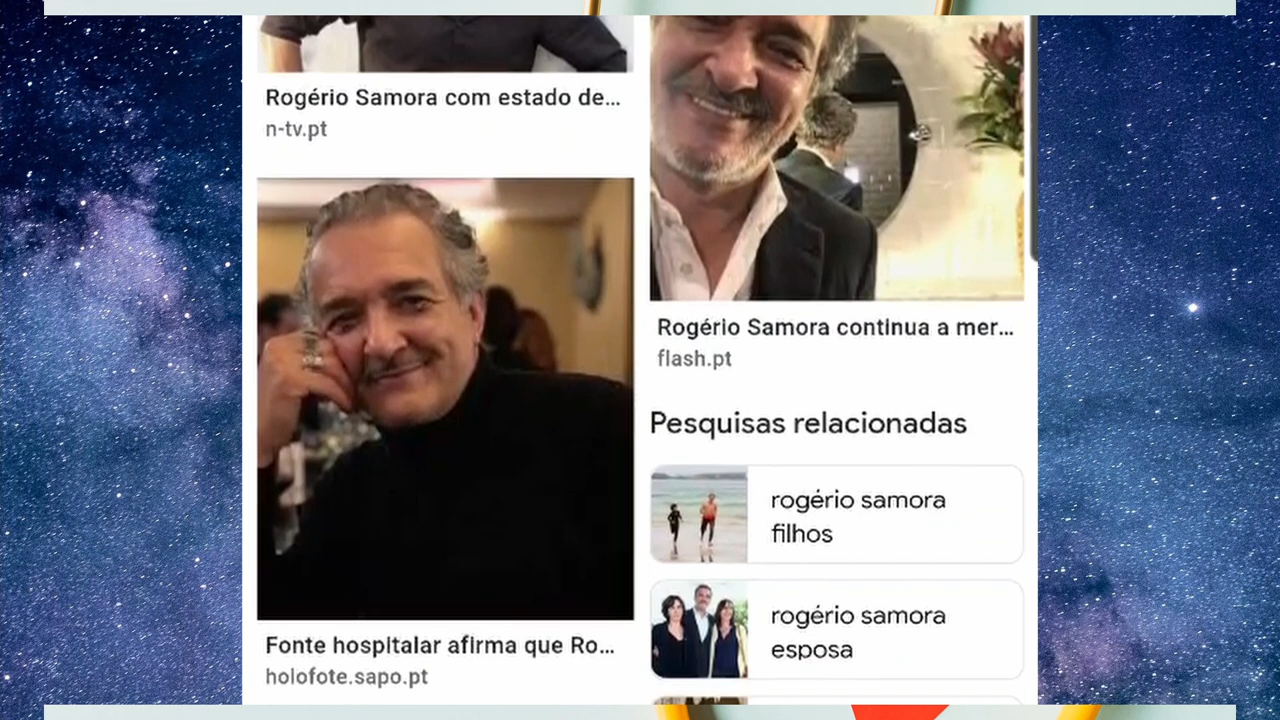 Rogério Samora com estado de...
n-tv.pt
Fonte hospitalar afirma que Ro...
holofote.sapo.pt
Rogério Samora continua a mer...
flash.pt
Pesquisas relacionadas
rogério samora
filhos
rogério samora
esposa